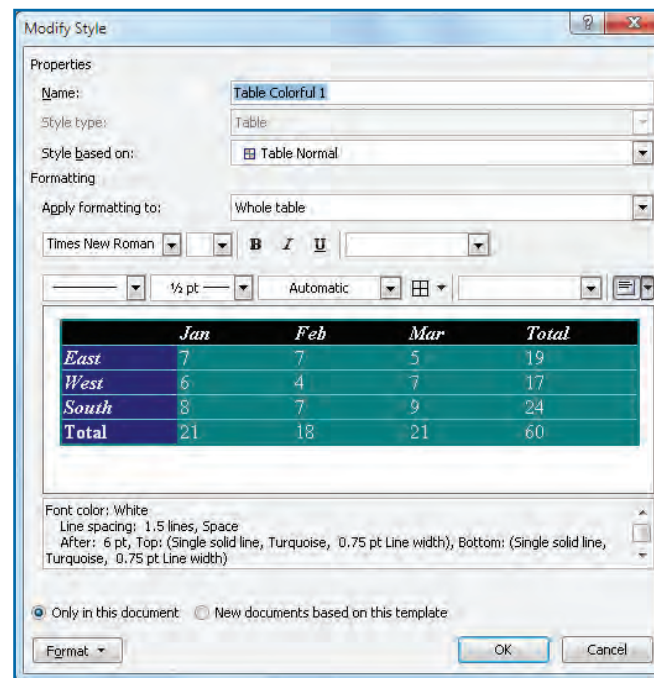 Modify Style
Properties
Name: Table Colorful 1
Style type: Table
Style based on: Table Normal
Formatting
Apply formatting to: Whole table
Times New Roman B I U
½ pt Automatic
Jan Feb Mar Total
East 7 7 5 19
West 6 4 7 17
South 8 7 9 24
Total 21 18 21 60
Font color: White
Line spacing: 1.5 lines, Space
After: 6 pt, Top: (Single solid line, Turquoise, 0.75 pt Line width), Bottom: (Single solid line,
Turquoise, 0.75 pt Line width)
Only in this document New documents based on this template
Format OK Cancel